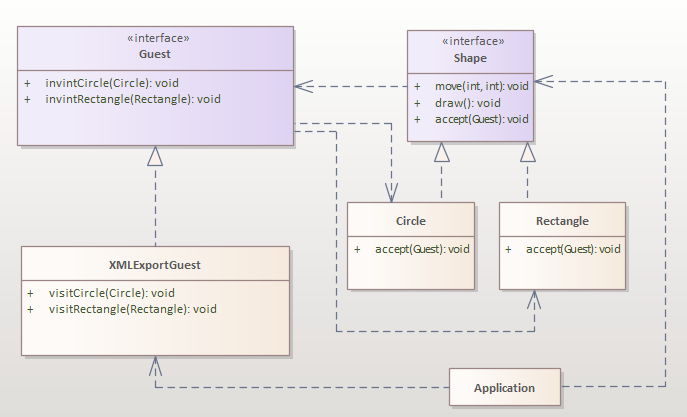 «interface»
Guest
+ invintCircle(Circle): void
+ invintRectangle(Rectangle): void
«interface»
Shape
+ move(int, int): void
+ draw(): void
+ accept(Guest): void
Circle
+ accept(Guest): void
Rectangle
+ accept(Guest): void
XMLExportGuest
+ visitCircle(Circle): void
+ visitRectangle(Rectangle): void
Application